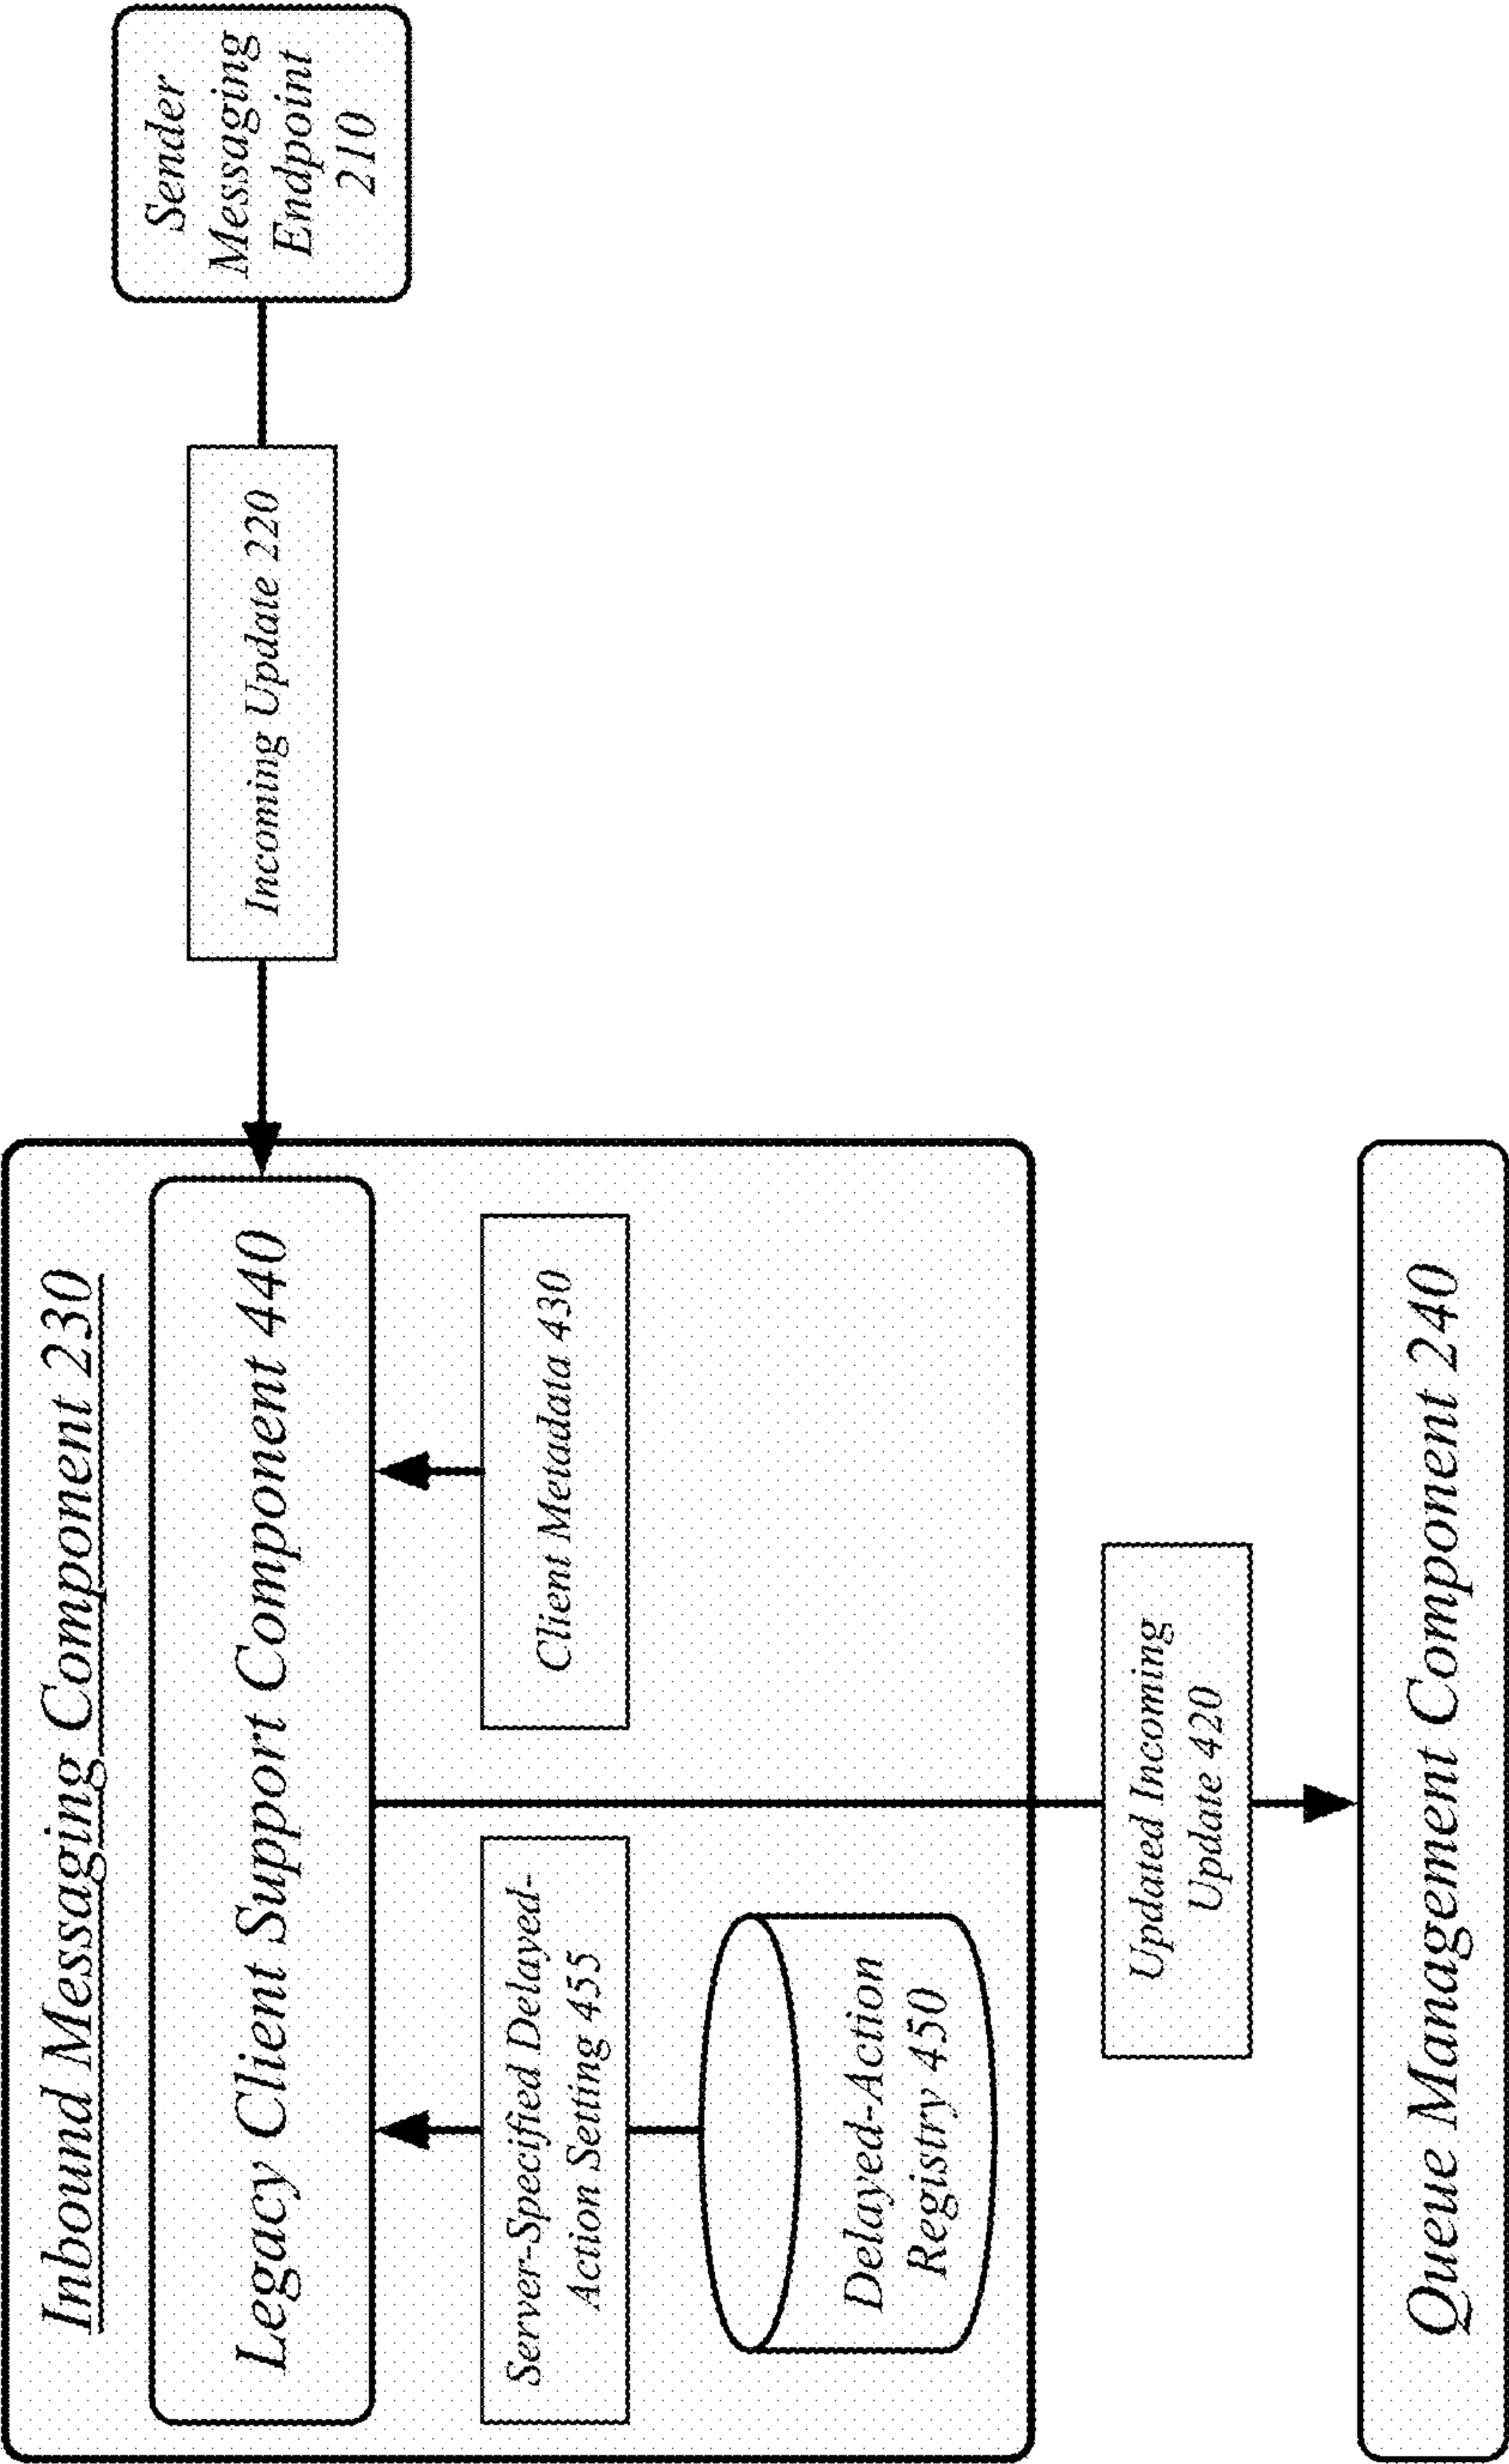 Inbound Messaging Component 230
Legacy Client Support Component 440
Server-Specified Delayed-
Action Setting 455
Client Metadata 430
Delayed-Action
Registry 450
Incoming Update 220
Sender
Messaging
Endpoint
210
Updated Incoming
Update 420
Queue Management Component 240